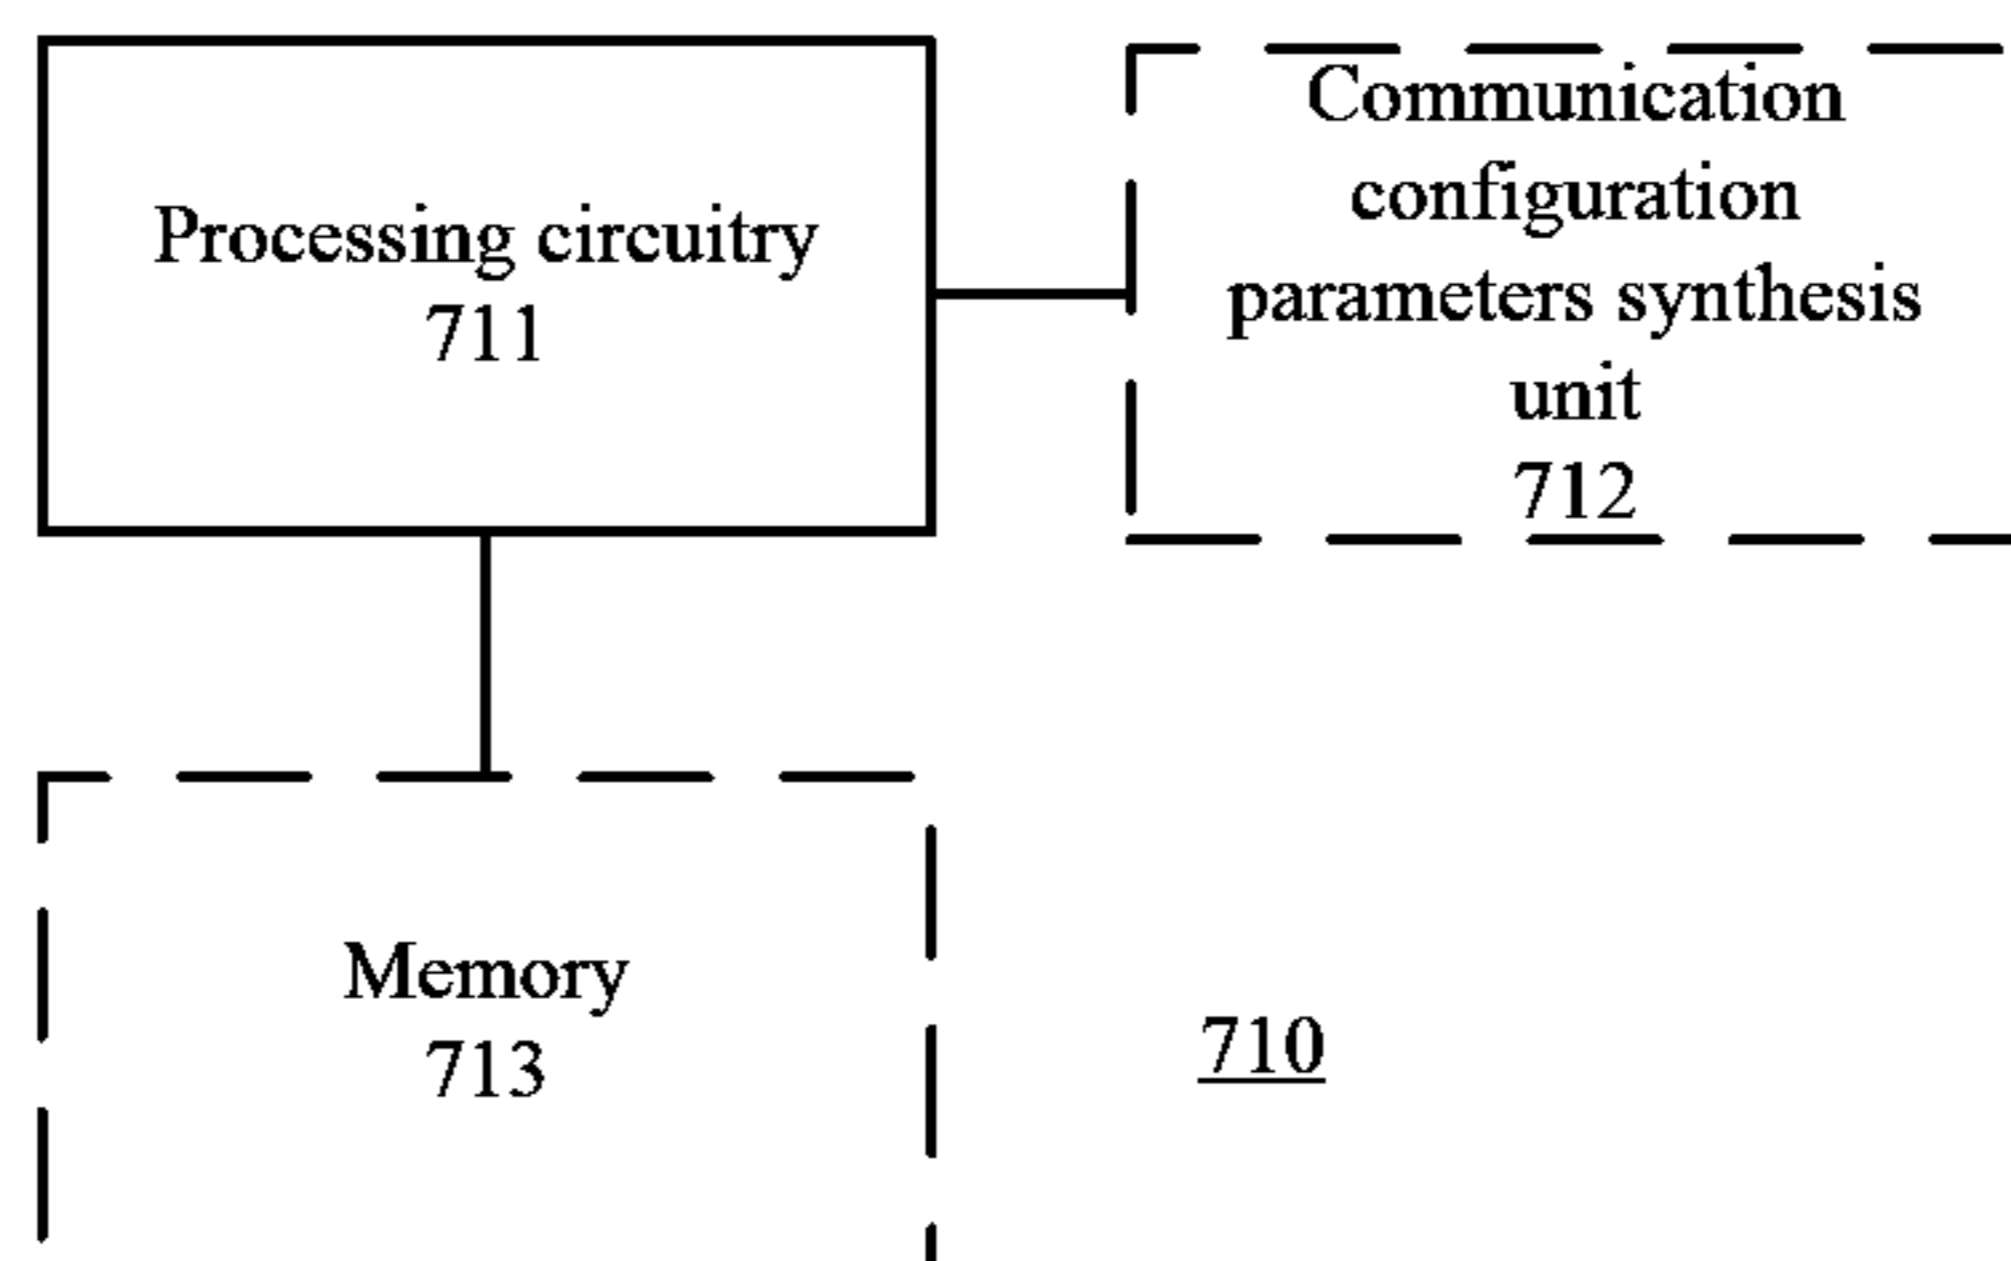 Processing circuitry
711
Communication
configuration
parameters synthesis
unit
712
Memory
713
710